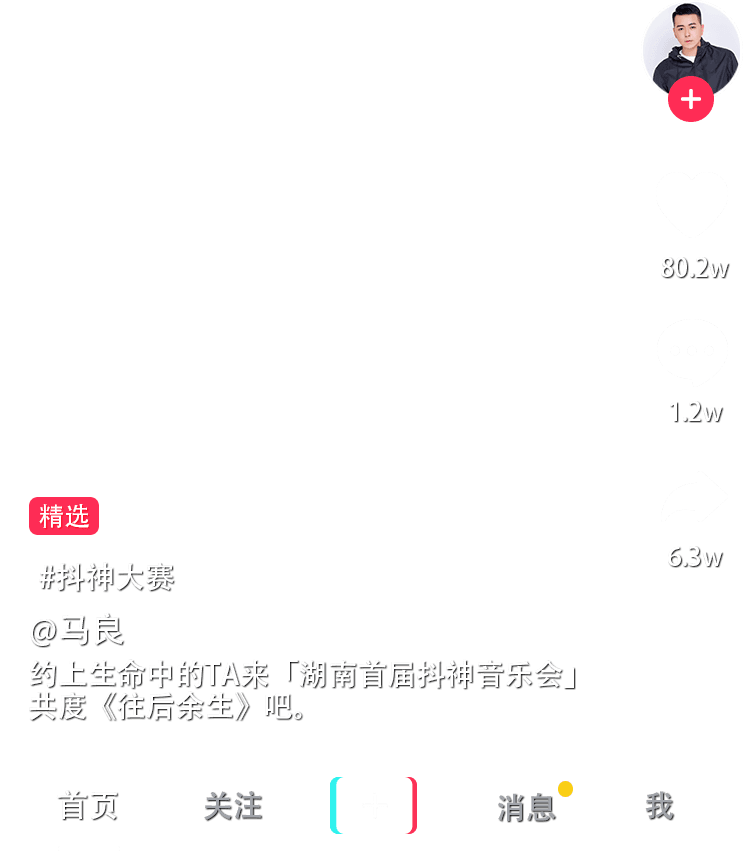 80.2w
1.2w
6.3w
精选
#抖神大赛
@马良
约上生命中的TA来「湖南首届抖神音乐会」
共度《往后余生》吧。
首页 关注 消息 我